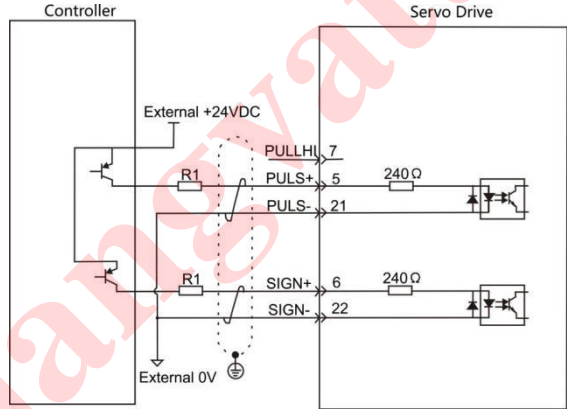 Controller
Servo Drive
External +24VDC
PULLHI 7
R1
PULS+ 5
240Ω
PULS- 21
R1
SIGN+ 6
240Ω
SIGN- 22
External 0V